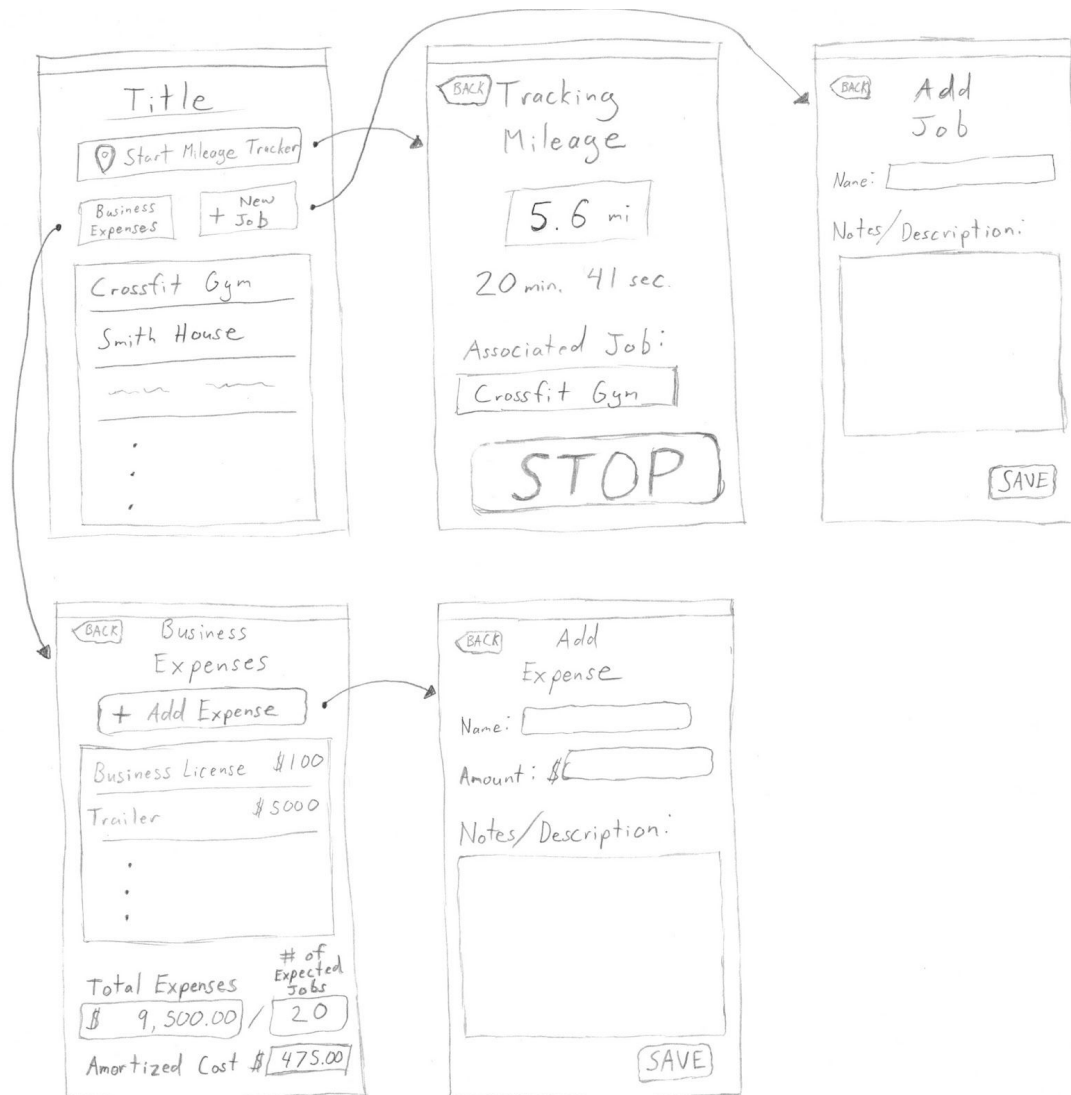 Title
Start Mileage Tracker
Business
Expenses
+ New
Job
Crossfit Gym
Smith House
BACK
Tracking
Mileage
5.6 mi
20 min. 41 sec.
Associated Job:
Crossfit Gym
STOP
BACK
Add
Job
Name:
Notes/Description:
SAVE
BACK
Business
Expenses
+ Add Expense
Business License $100
Trailer $5000
# of
Expected
Jobs
Total Expenses
$ 9,500.00 / 20
Amortized Cost $ 475.00
BACK
Add
Expense
Name:
Amount: $
Notes/Description:
SAVE